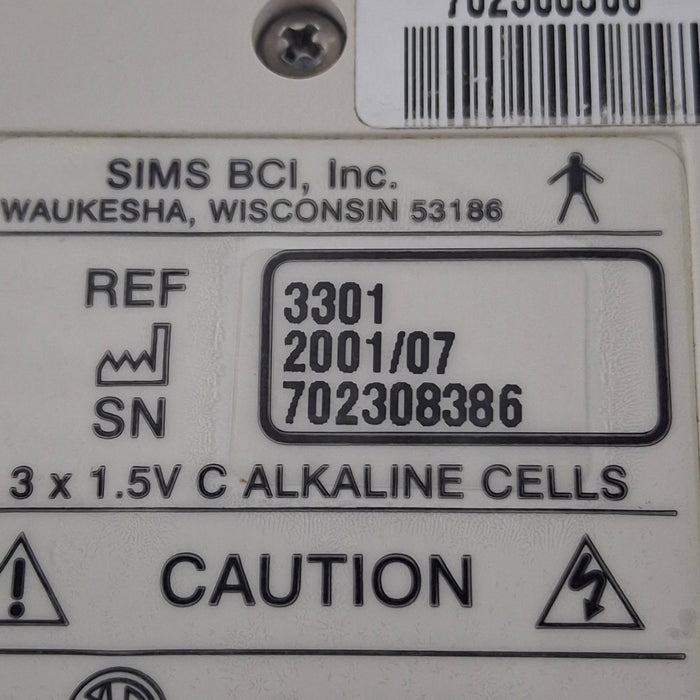 SIMS BCI, Inc.
WAUKESHA, WISCONSIN 53186
REF 3301
2001/07
SN 702308386
3 x 1.5V C ALKALINE CELLS
! CAUTION